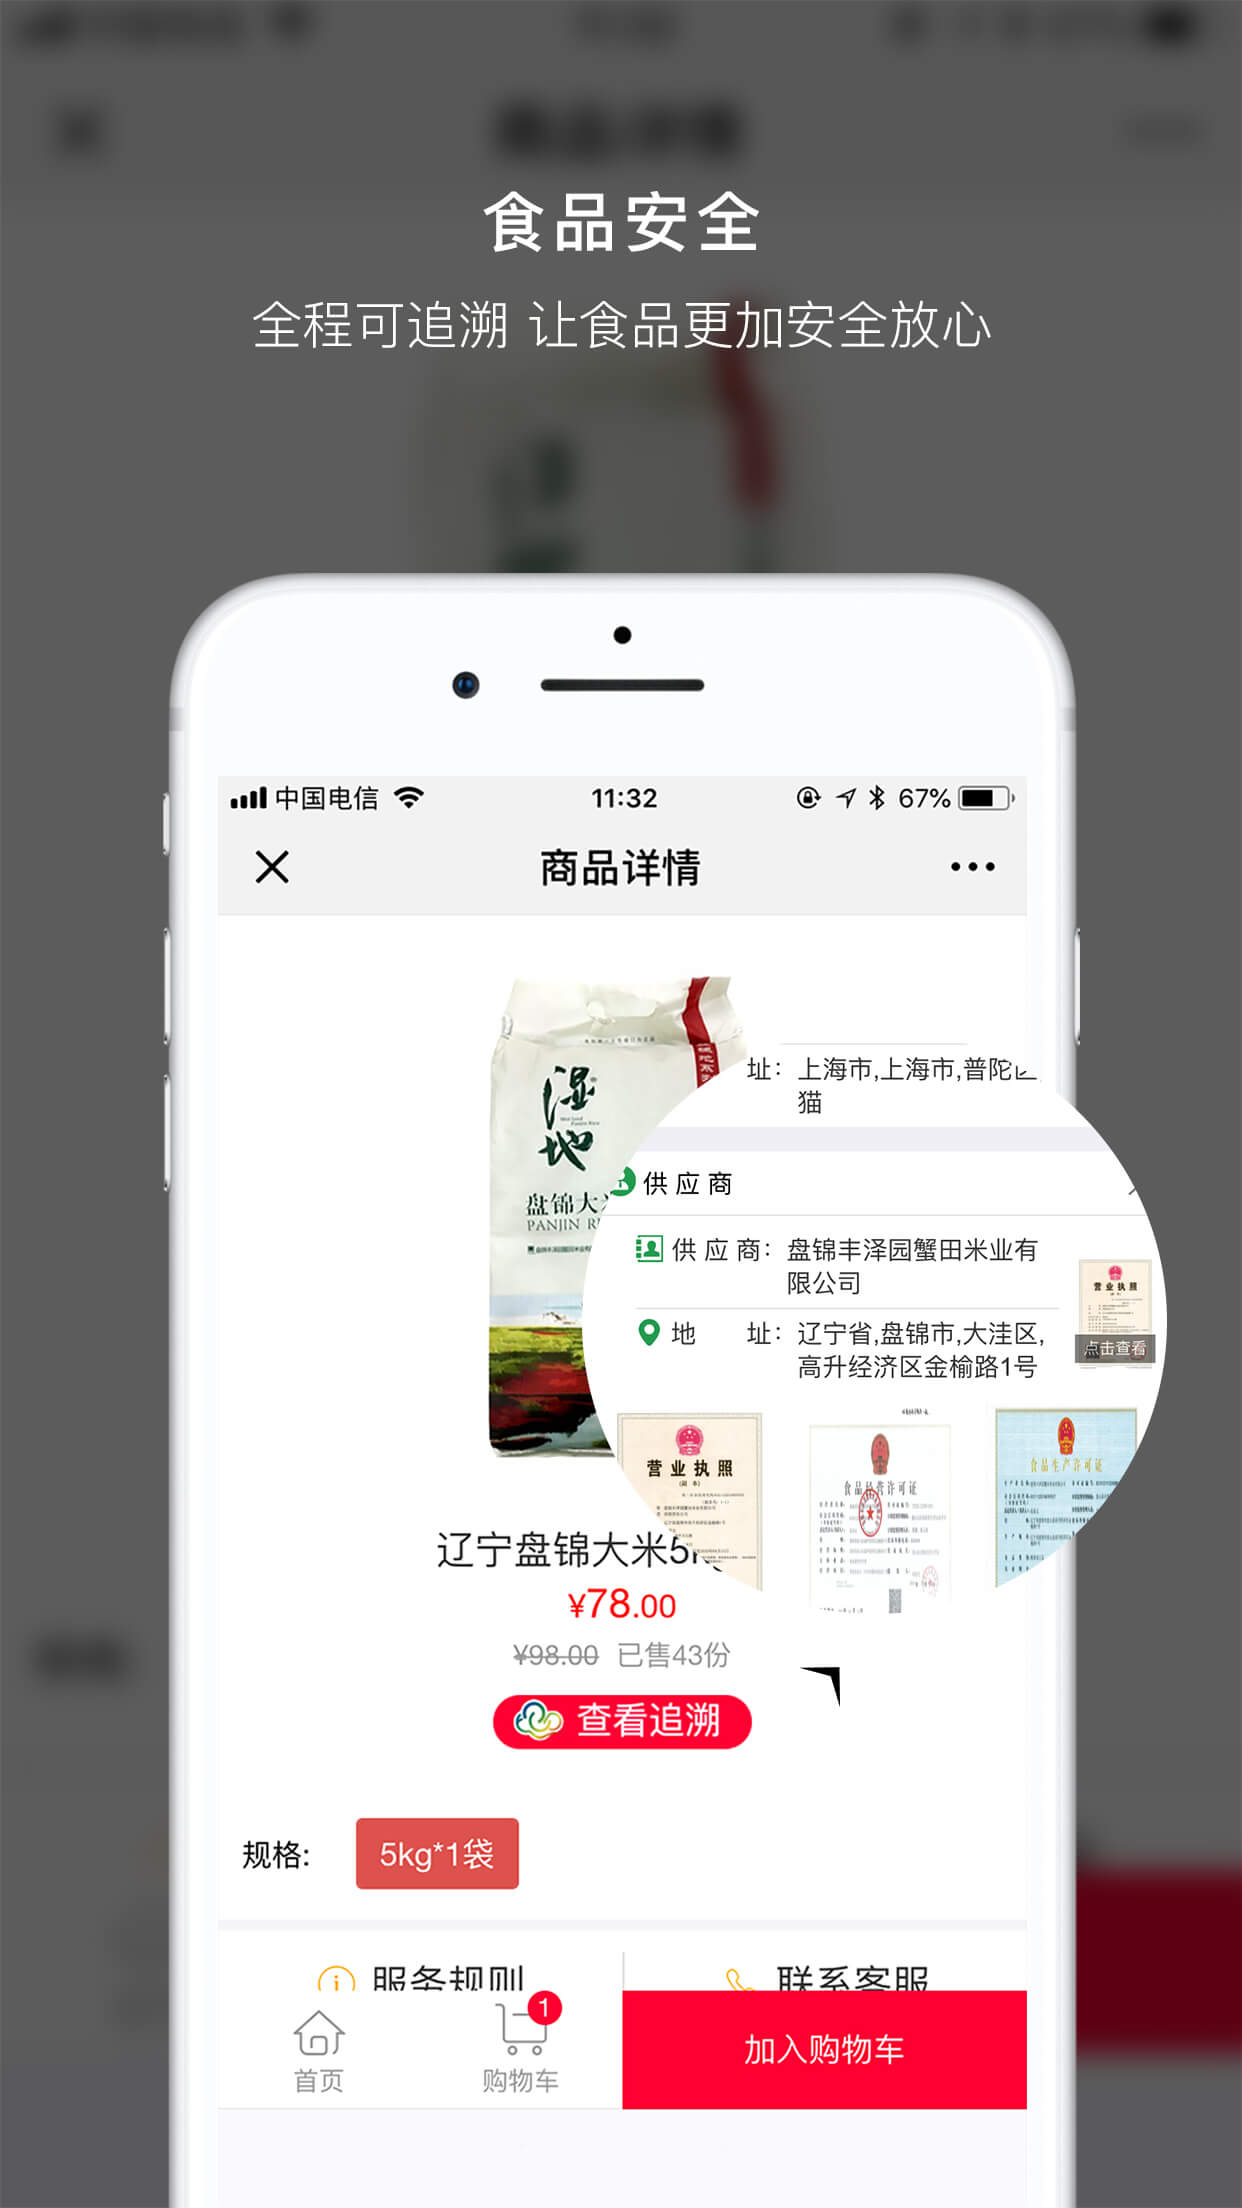 食品安全
全程可追溯 让食品更加安全放心
中国电信
11:32
67%
商品详情
湿地
盘锦大
PANJIN R
址: 上海市,上海市,普陀
猫
供应商
供应商: 盘锦丰泽园蟹田米业有
限公司
地 址: 辽宁省,盘锦市,大洼区,
高升经济区金榆路1号
营业执照
点击查看
营业执照
食品经营许可证
食品生产许可证
辽宁盘锦大米5
¥78.00
¥98.00 已售43份
查看追溯
规格:
5kg*1袋
服务规则
联系客服
1
首页
购物车
加入购物车